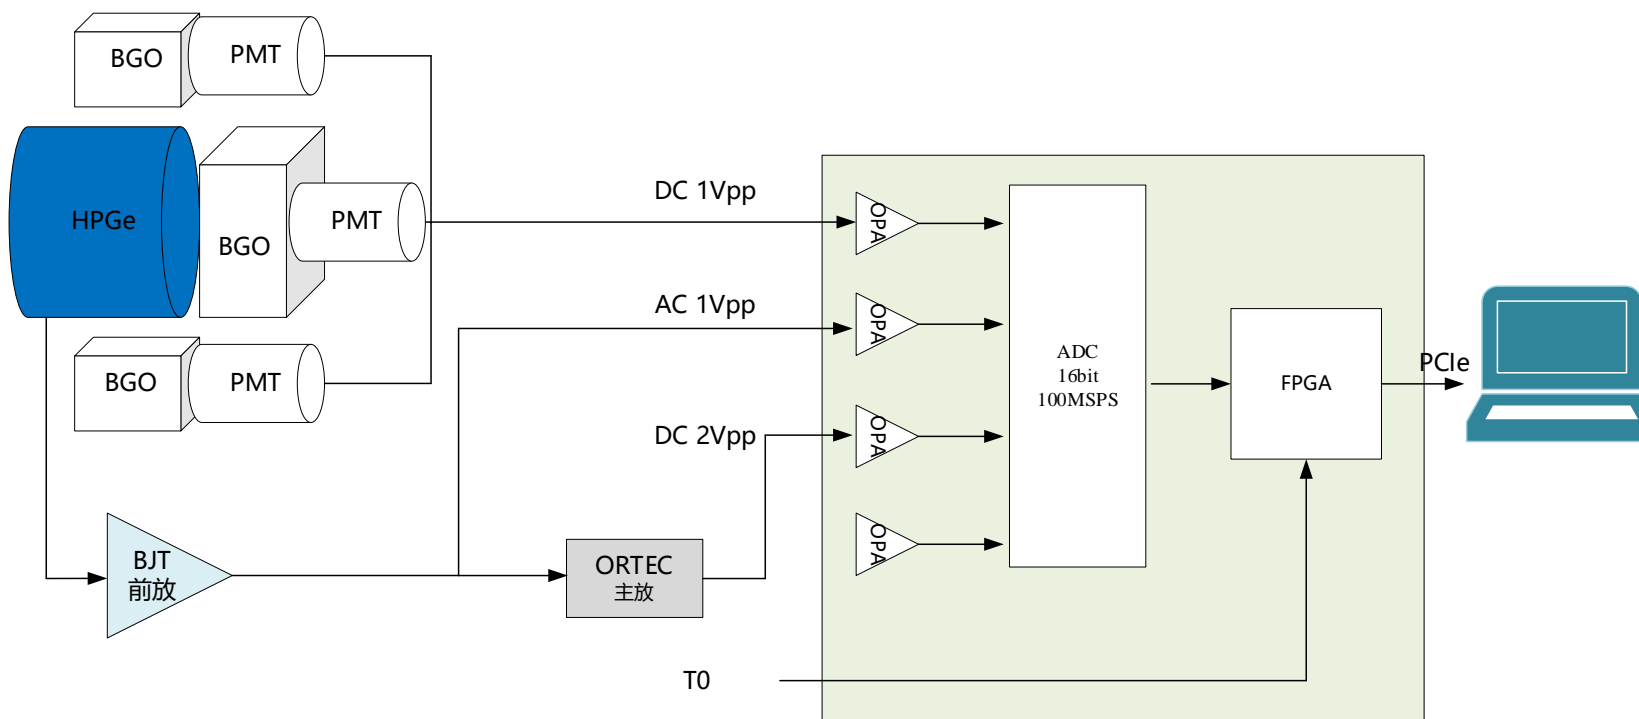 BGO
PMT
HPGe
BGO
PMT
BGO
PMT
DC 1Vpp
AC 1Vpp
DC 2Vpp
OPA
OPA
OPA
OPA
ADC
16bit
100MSPS
FPGA
PCIe
BJT
前放
ORTEC
主放
T0